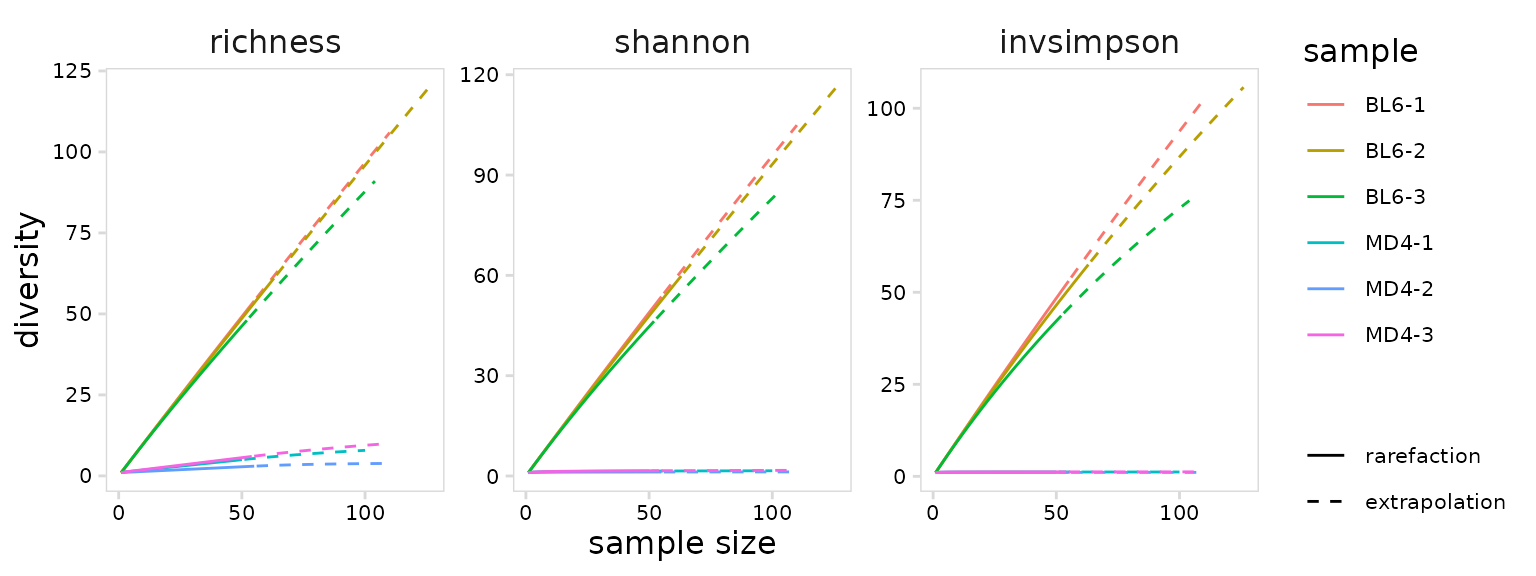 richness
shannon
invsimpson
diversity
125
100
75
50
25
0
0
50
100
120
90
60
30
0
0
50
100
100
75
50
25
0
0
50
100
sample size
sample
BL6-1
BL6-2
BL6-3
MD4-1
MD4-2
MD4-3
rarefaction
extrapolation